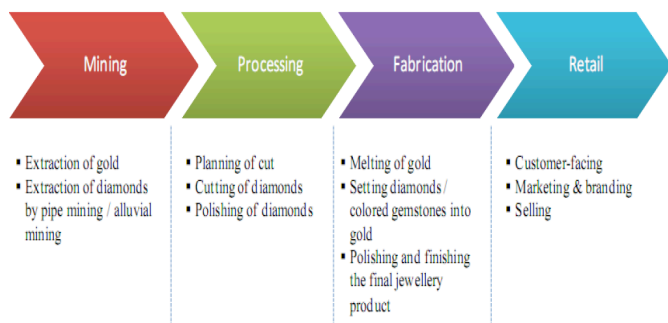 Mining
Processing
Fabrication
Retail
▪ Extraction of gold
▪ Extraction of diamonds
by pipe mining / alluvial
mining
▪ Planning of cut
▪ Cutting of diamonds
▪ Polishing of diamonds
▪ Melting of gold
▪ Setting diamonds /
colored gemstones into
gold
▪ Polishing and finishing
the final jewellery
product
▪ Customer-facing
▪ Marketing & branding
▪ Selling